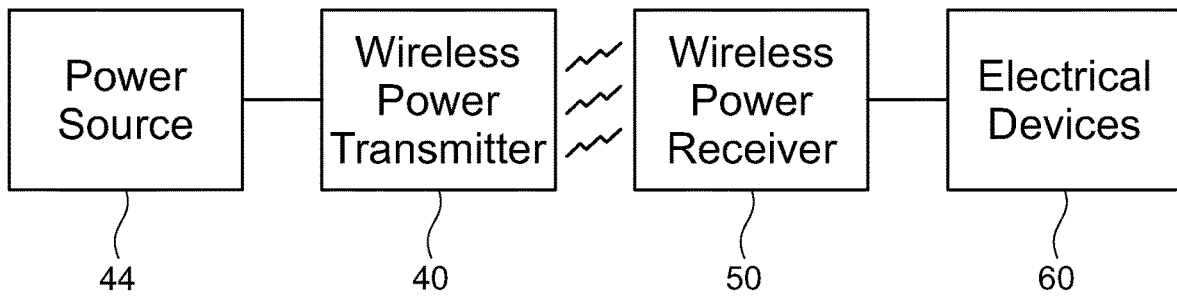 Power
Source
Wireless
Power
Transmitter
Wireless
Power
Receiver
Electrical
Devices
44
40
50
60